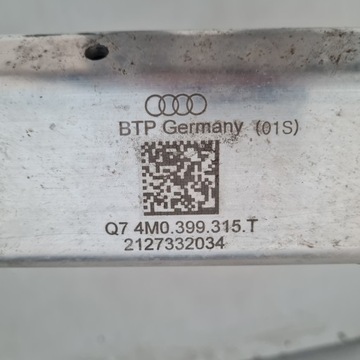 BTP Germany (01S)
Q7 4M0.399.315.T
2127332034